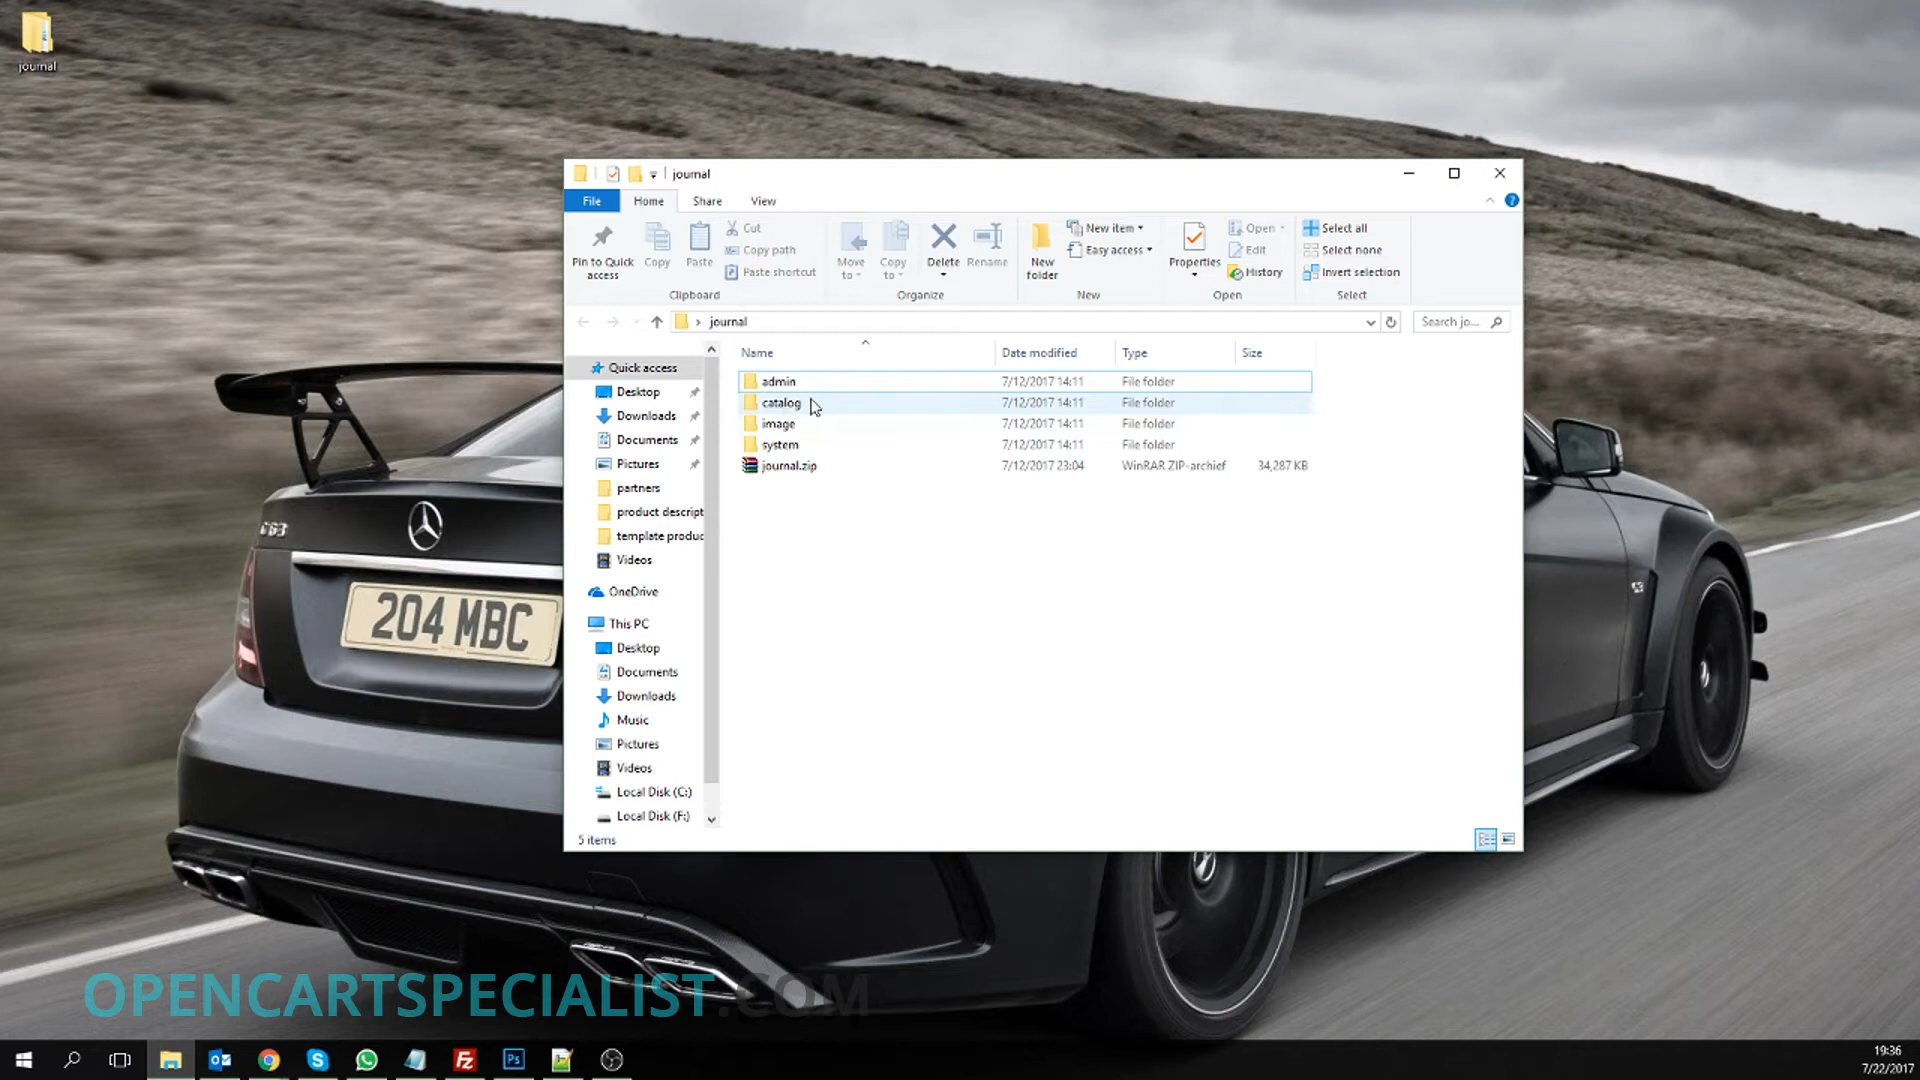 journal
journal
File Home Share View
Pin to Quick access
Copy
Paste
Cut
Copy path
Paste shortcut
Clipboard
Move to
Copy to
Delete
Rename
Organize
New folder
New item
Easy access
New
Properties
Open
Edit
History
Open
Select all
Select none
Invert selection
Select
journal
Search jo...
Name Date modified Type Size
Quick access
Desktop
Downloads
Documents
Pictures
partners
product descript
template produc
Videos
OneDrive
This PC
Desktop
Documents
Downloads
Music
Pictures
Videos
Local Disk (C:)
Local Disk (F:)
admin 7/12/2017 14:11 File folder
catalog 7/12/2017 14:11 File folder
image 7/12/2017 14:11 File folder
system 7/12/2017 14:11 File folder
journal.zip 7/12/2017 23:04 WinRAR ZIP-archief 34,287 KB
5 items
204 MBC
OPENCARTSPECIALIST.COM
Ps
19:36
7/22/2017